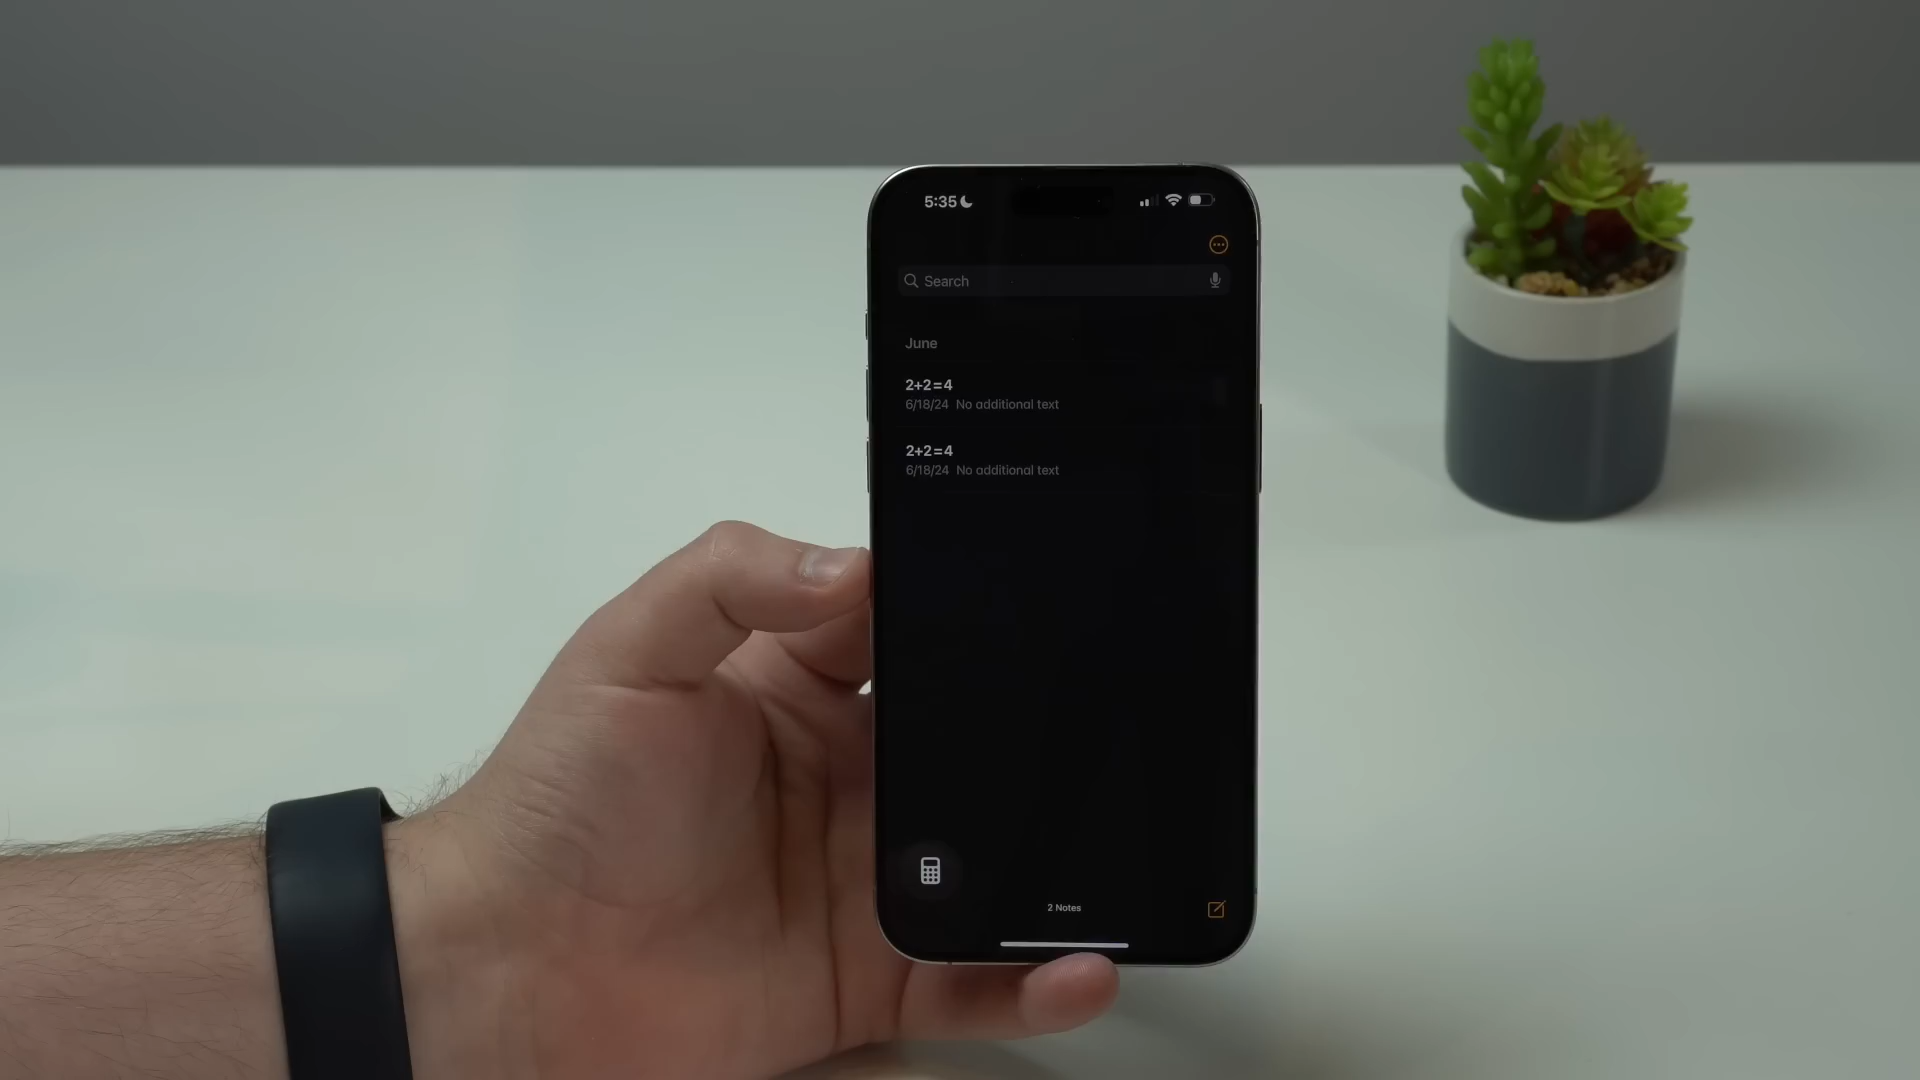 5:35
Search
June
2+2=4
6/18/24 No additional text
2+2=4
6/18/24 No additional text
2 Notes